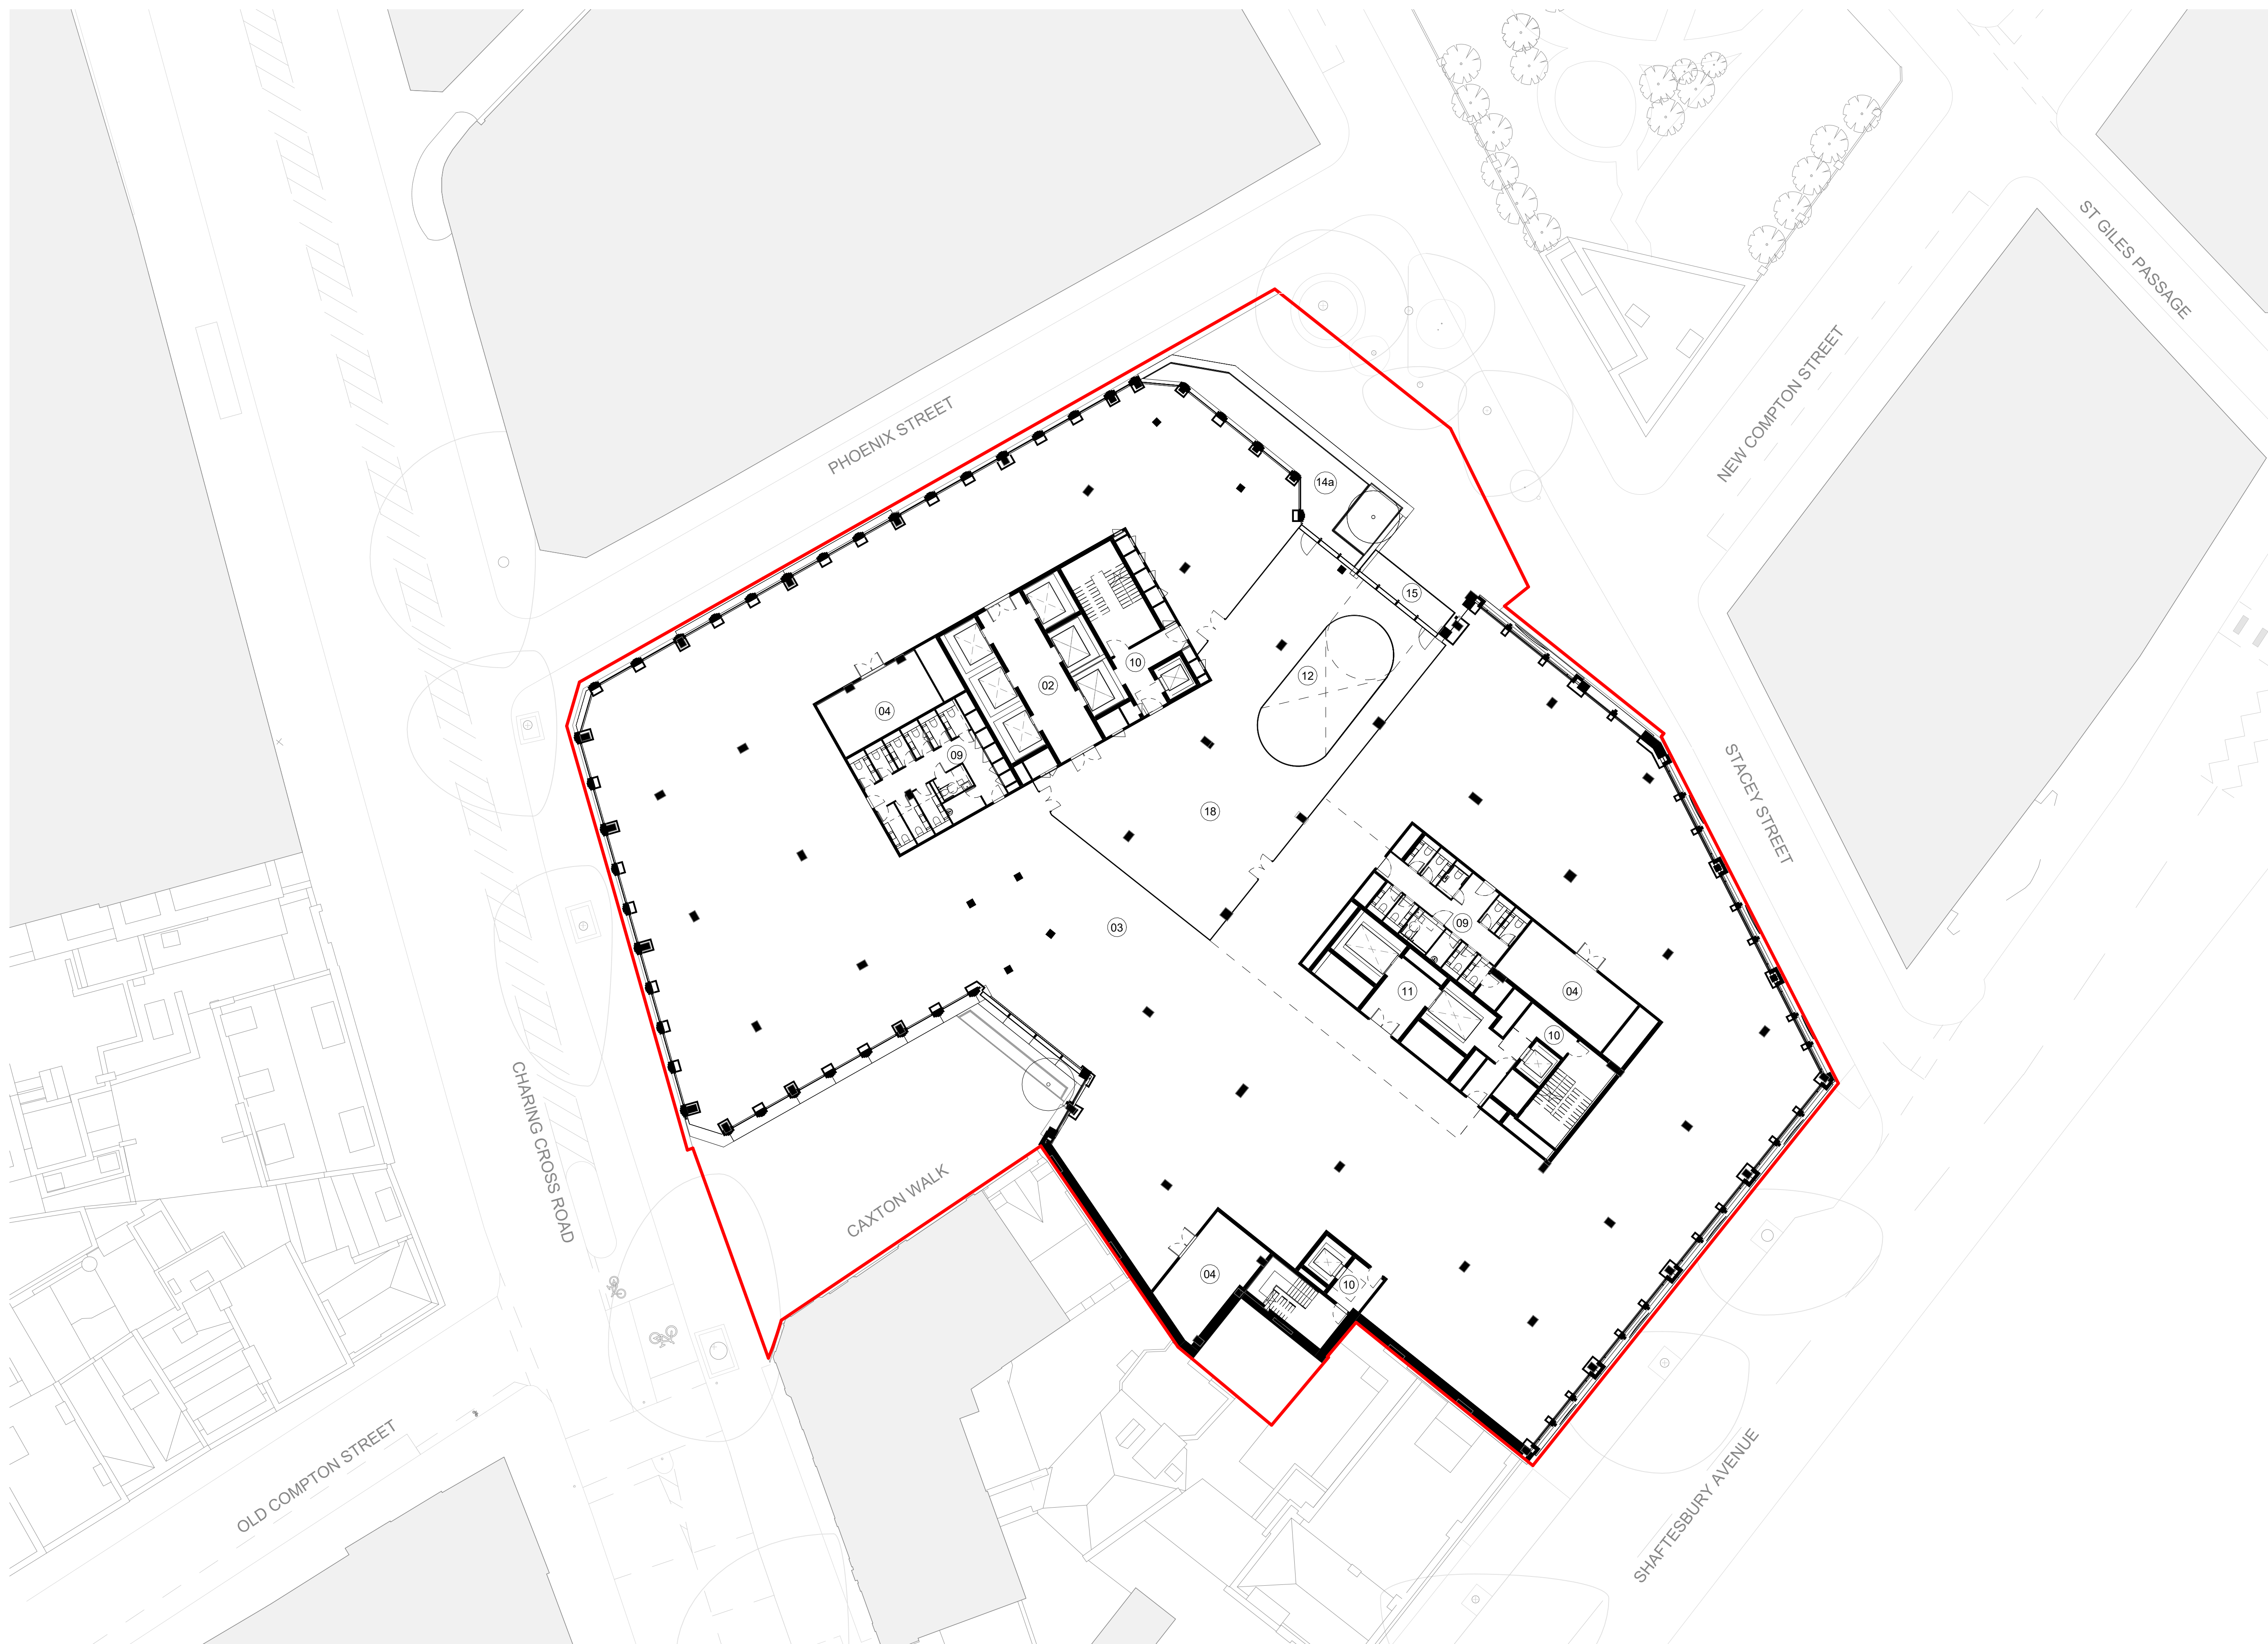 ST GILES PASSAGE
NEW COMPTON STREET
PHOENIX STREET
14a
15
10
12
02
04
09
STACEY STREET
18
03
09
11
04
10
CHARING CROSS ROAD
CAXTON WALK
04
10
OLD COMPTON STREET
SHAFTESBURY AVENUE